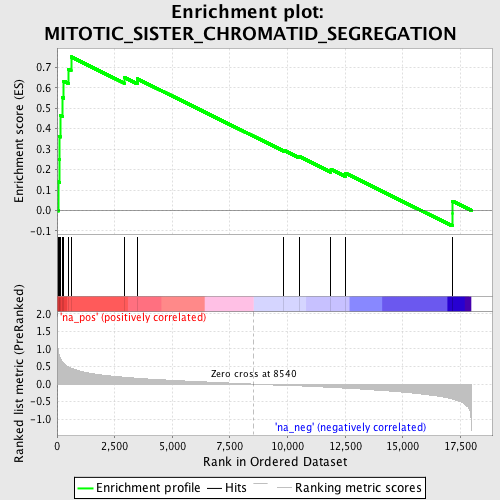 Enrichment plot:
MITOTIC_SISTER_CHROMATID_SEGREGATION
Enrichment score (ES)
0.7
0.6
0.5
0.4
0.3
0.2
0.1
0.0
-0.1
'na_pos' (positively correlated)
Ranked list metric (PreRanked)
2.0
1.5
1.0
0.5
0.0
-0.5
-1.0
Zero cross at 8540
'na_neg' (negatively correlated)
0
2,500
5,000
7,500
10,000
12,500
15,000
17,500
Rank in Ordered Dataset
Enrichment profile
Hits
Ranking metric scores